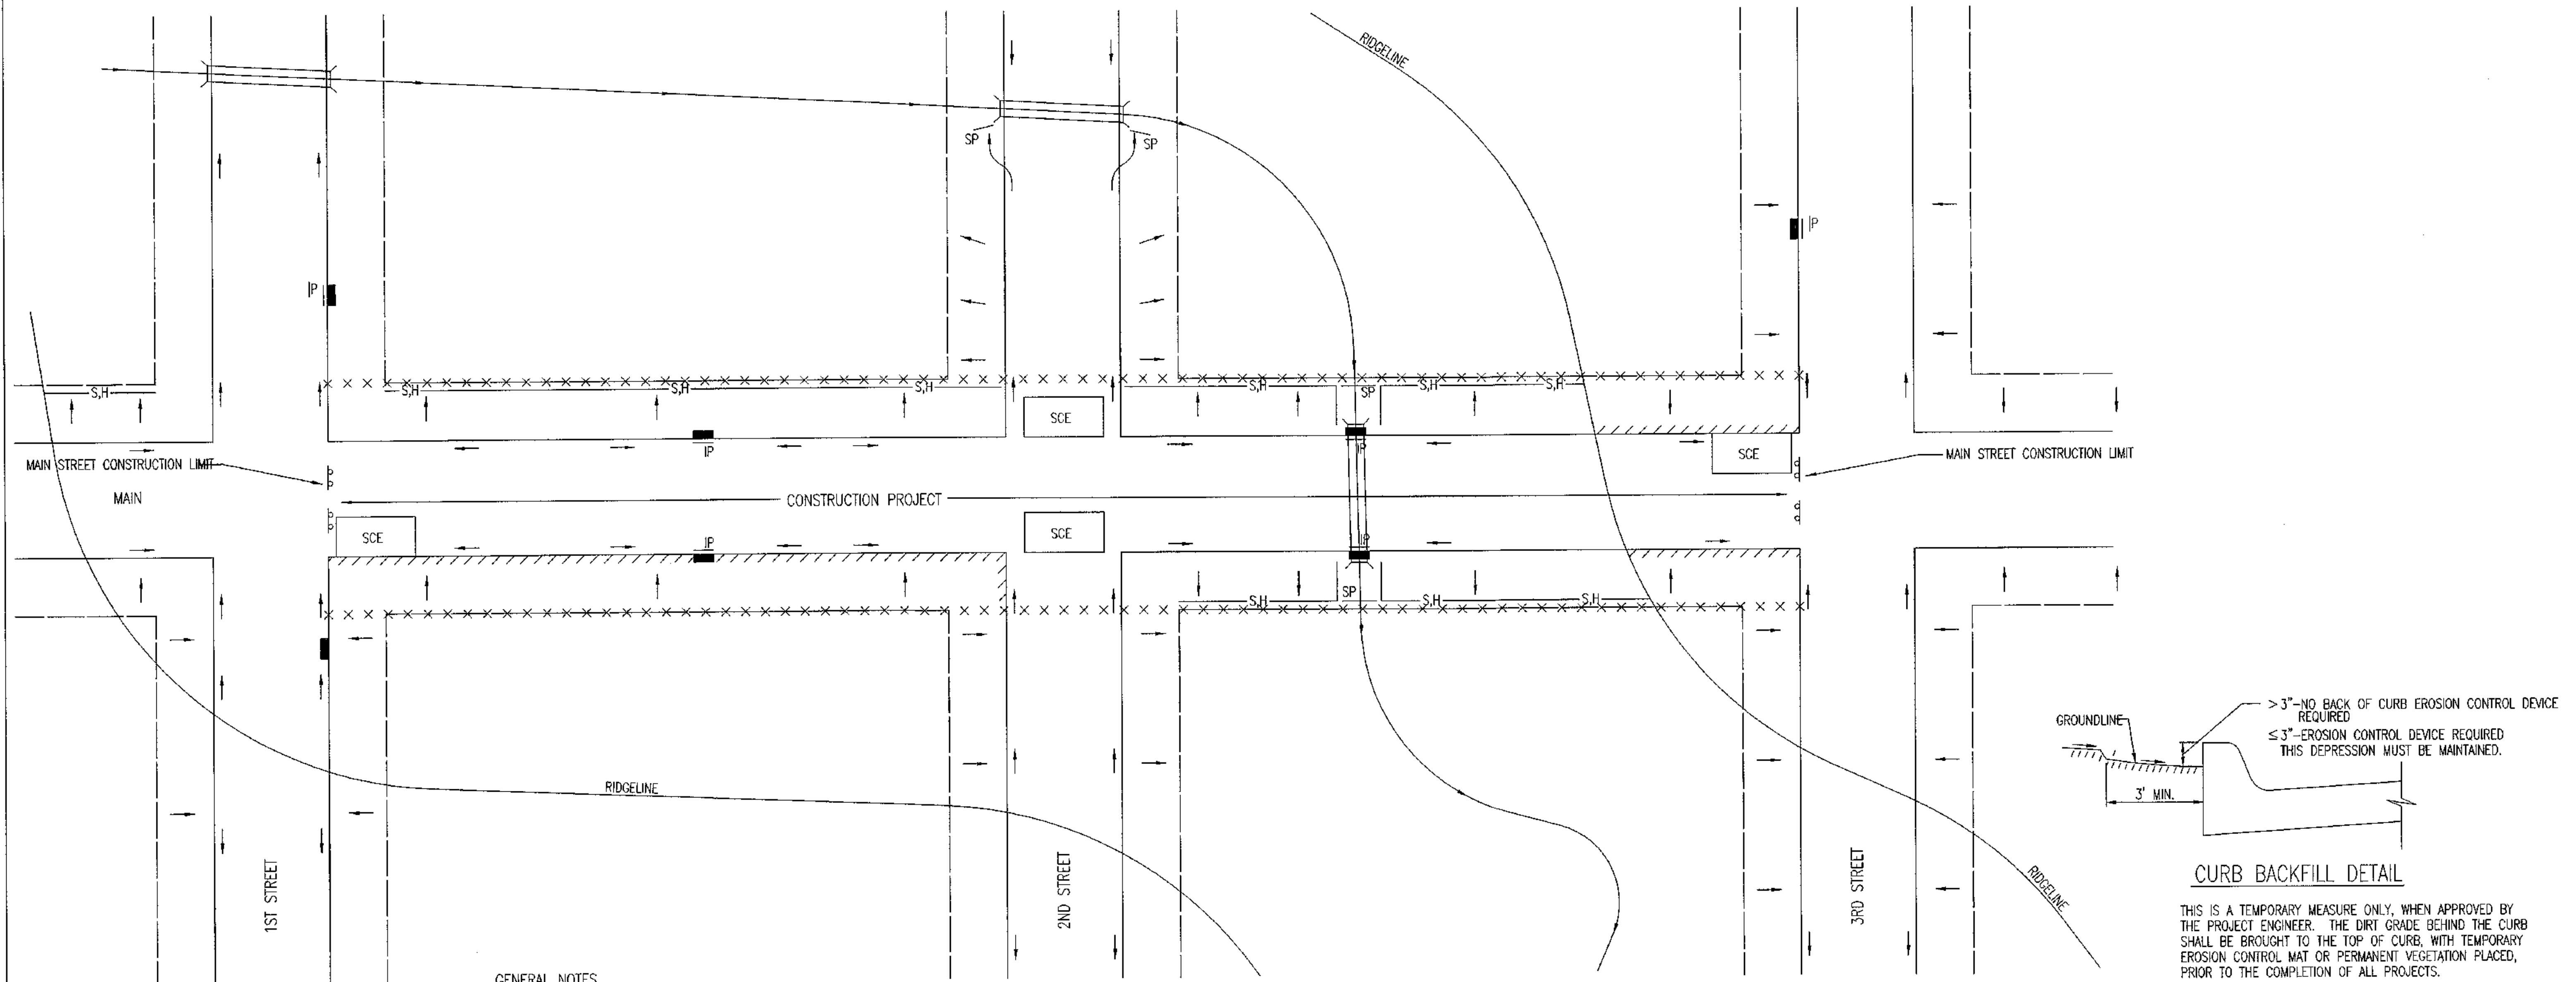 RIDGELINE
SP
SP
IP
IP
S,H
S,H
S,H
S,H
S,H
SP
S,H
S,H
SCE
MAIN STREET CONSTRUCTION LIMIT
IP
IP
SCE
MAIN STREET CONSTRUCTION LIMIT
MAIN
CONSTRUCTION PROJECT
SCE
IP
SCE
IP
S,H
SP
S,H
S,H
RIDGELINE
1ST STREET
2ND STREET
3RD STREET
RIDGELINE
GROUNDLINE
> 3"-NO BACK OF CURB EROSION CONTROL DEVICE
REQUIRED
≤ 3"-EROSION CONTROL DEVICE REQUIRED
THIS DEPRESSION MUST BE MAINTAINED.
3' MIN.
CURB BACKFILL DETAIL
THIS IS A TEMPORARY MEASURE ONLY, WHEN APPROVED BY
THE PROJECT ENGINEER. THE DIRT GRADE BEHIND THE CURB
SHALL BE BROUGHT TO THE TOP OF CURB, WITH TEMPORARY
EROSION CONTROL MAT OR PERMANENT VEGETATION PLACED,
PRIOR TO THE COMPLETION OF ALL PROJECTS.
GENERAL NOTES